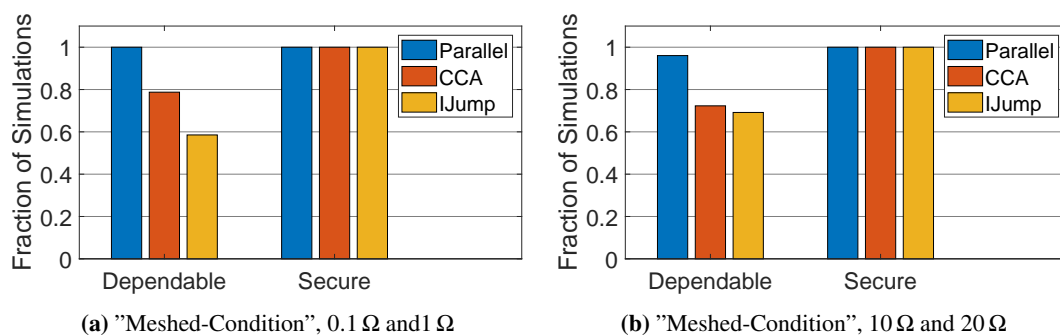 Fraction of Simulations
1
0.8
0.6
0.4
0.2
0
Parallel
CCA
IJump
Dependable
Secure
(a) ”Meshed-Condition”, 0.1 Ω and1 Ω
Fraction of Simulations
1
0.8
0.6
0.4
0.2
0
Parallel
CCA
IJump
Dependable
Secure
(b) ”Meshed-Condition”, 10 Ω and 20 Ω